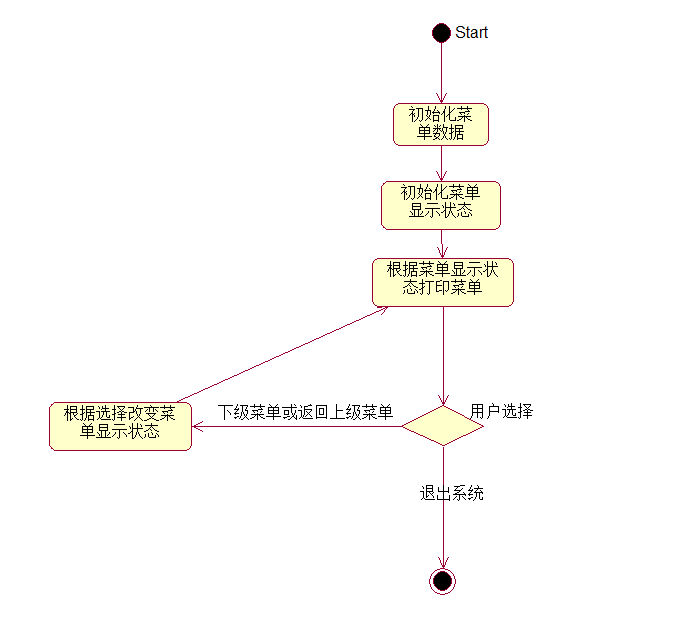 Start
初始化菜
单数据
初始化菜单
显示状态
根据菜单显示状
态打印菜单
用户选择
下级菜单或返回上级菜单
根据选择改变菜
单显示状态
退出系统